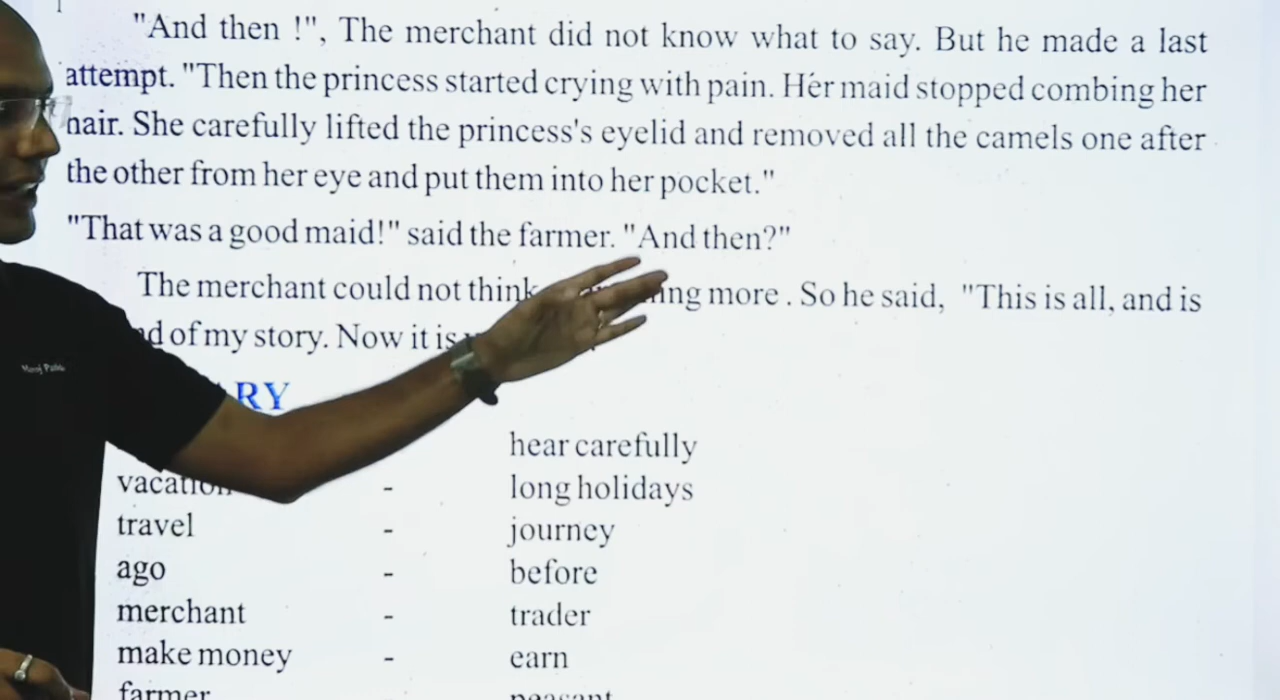 "And then !", The merchant did not know what to say. But he made a last
attempt. "Then the princess started crying with pain. Her maid stopped combing her
hair. She carefully lifted the princess's eyelid and removed all the camels one after
the other from her eye and put them into her pocket."
"That was a good maid!" said the farmer. "And then?"
The merchant could not think more . So he said, "This is all, and is
of my story. Now it is
RY
hear carefully
vacation - long holidays
travel - journey
ago - before
merchant - trader
make money - earn
farmer peasant